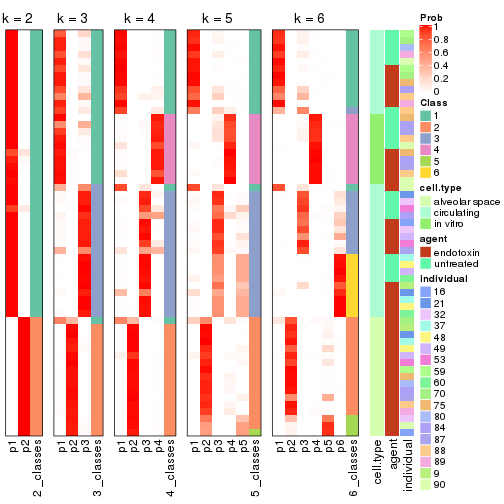 k = 2
k = 3
k = 4
k = 5
k = 6
p1
p2
2_classes
p1
p2
p3
3_classes
p1
p2
p3
p4
4_classes
p1
p2
p3
p4
p5
5_classes
p1
p2
p3
p4
p5
p6
6_classes
cell.type
agent
individual
Prob
1
0.8
0.6
0.4
0.2
0
Class
1
2
3
4
5
6
cell.type
alveolar space
circulating
in vitro
agent
endotoxin
untreated
individual
16
21
32
37
48
49
53
59
60
70
75
80
84
87
88
89
9
90